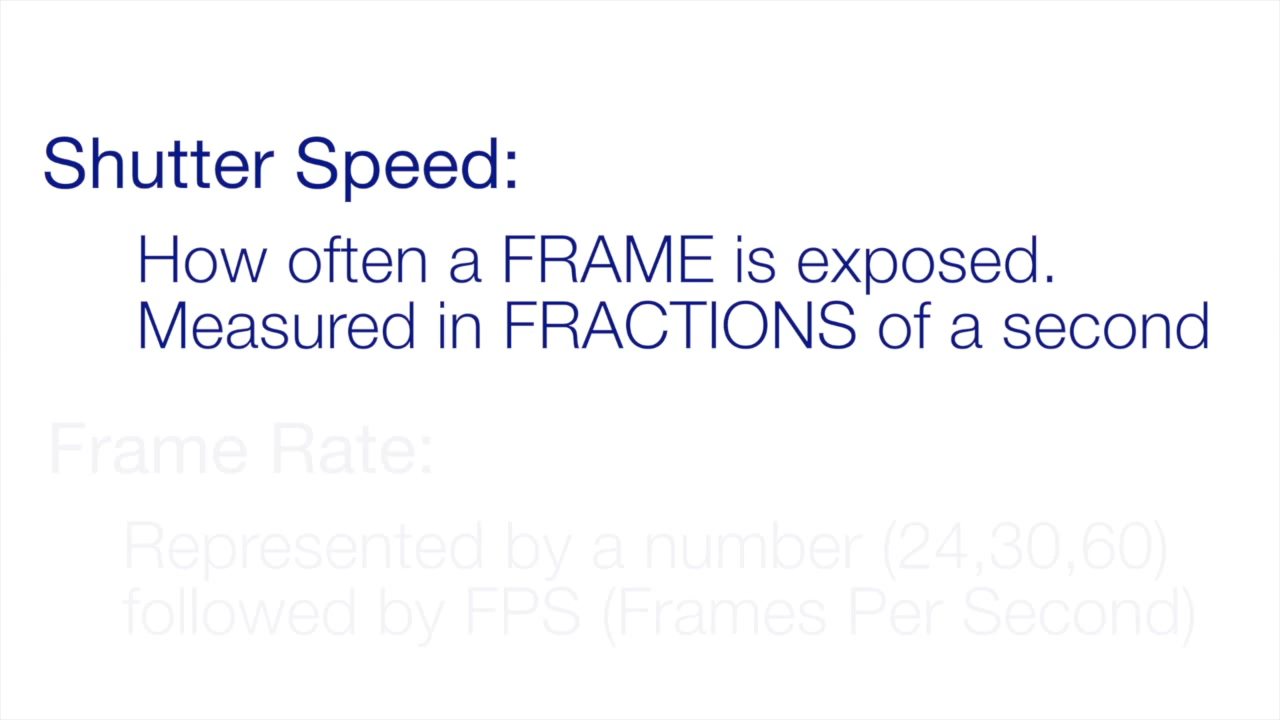 Shutter Speed:
How often a FRAME is exposed.
Measured in FRACTIONS of a second
Frame Rate:
Represented by a number (24,30,60)
followed by FPS (Frames Per Second)